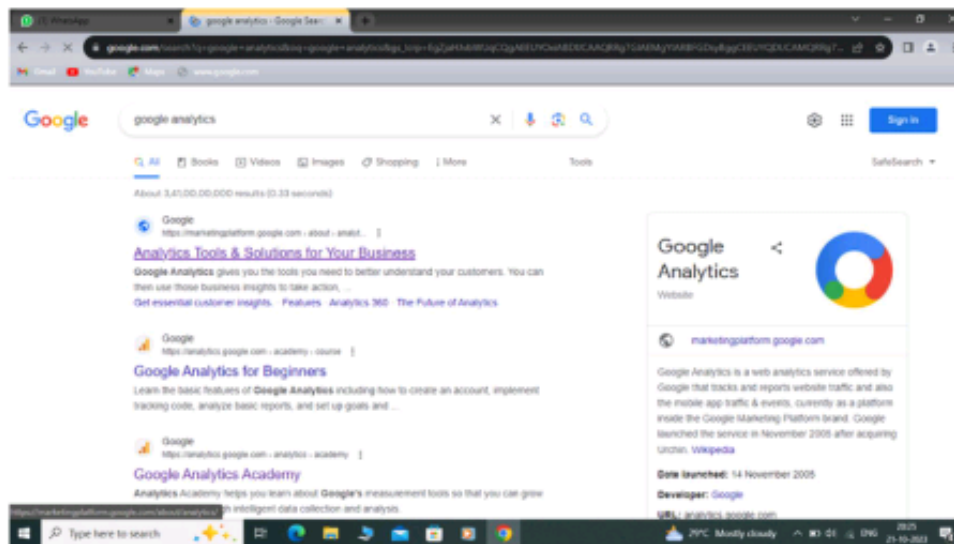 (1) WhatsApp
google analytics - Google Sear
Gmail
YouTube
Maps
www.google.com
Google
google analytics
Sign in
All
Books
Videos
Images
Shopping
More
Tools
SafeSearch
About 3,41,00,00,000 results (0.33 seconds)
Google
https://marketingplatform.google.com › about › analyt...
Analytics Tools & Solutions for Your Business
Google Analytics gives you the tools you need to better understand your customers. You can
then use those business insights to take action, ...
Get essential customer insights. · Features · Analytics 360 · The Future of Analytics
Google
https://analytics.google.com › academy › course
Google Analytics for Beginners
Learn the basic features of Google Analytics including how to create an account, implement
tracking code, analyze basic reports, and set up goals and ...
Google
https://analytics.google.com › analytics › academy
Google Analytics Academy
Analytics Academy helps you learn about Google's measurement tools so that you can grow
intelligent data collection and analysis.
https://marketingplatform.google.com/about/analytics/
Google
Analytics
Website
marketingplatform.google.com
Google Analytics is a web analytics service offered by
Google that tracks and reports website traffic and also
the mobile app traffic & events, currently as a platform
inside the Google Marketing Platform brand. Google
launched the service in November 2005 after acquiring
Urchin. Wikipedia
Date launched: 14 November 2005
Developer: Google
URL: analytics.google.com
Type here to search
29°C Mostly cloudy
ENG
20:25
21-10-2023